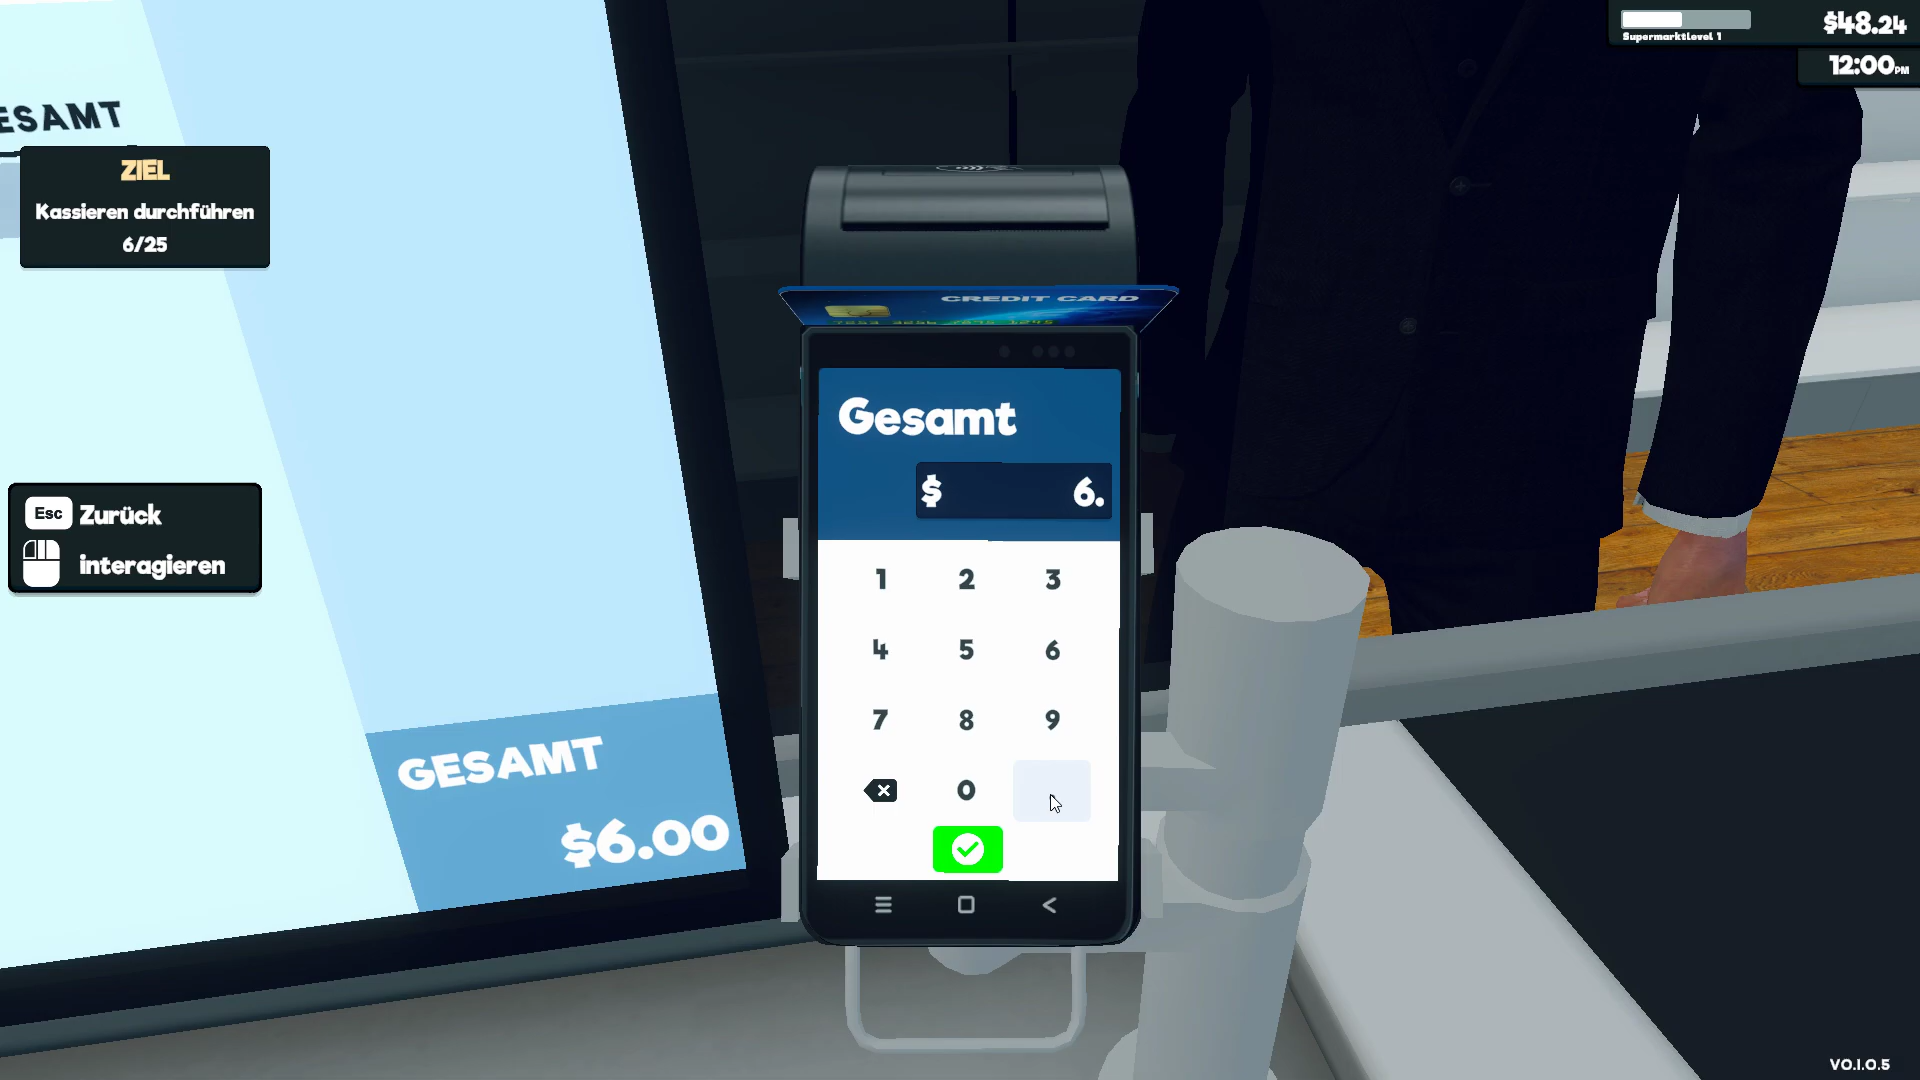 ESAMT
ZIEL
Kassieren durchführen
6/25
Esc Zurück
interagieren
GESAMT
$6.00
CREDIT CARD
Gesamt
$ 6.
1 2 3
4 5 6
7 8 9
0
Supermarktlevel 1
$48.24
12:00PM
V0.1.0.5